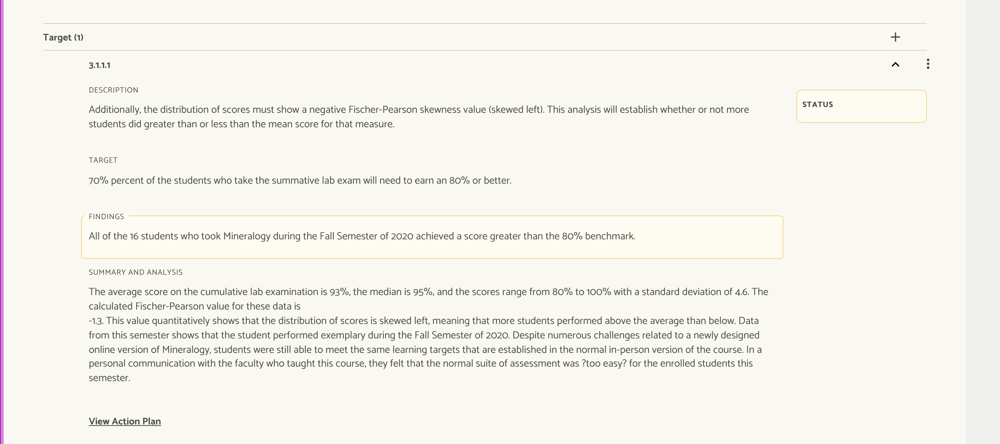 Target (1)
3.1.1.1
DESCRIPTION
Additionally, the distribution of scores must show a negative Fischer-Pearson skewness value (skewed left). This analysis will establish whether or not more
students did greater than or less than the mean score for that measure.
STATUS
TARGET
70% percent of the students who take the summative lab exam will need to earn an 80% or better.
FINDINGS
All of the 16 students who took Mineralogy during the Fall Semester of 2020 achieved a score greater than the 80% benchmark.
SUMMARY AND ANALYSIS
The average score on the cumulative lab examination is 93%, the median is 95%, and the scores range from 80% to 100% with a standard deviation of 4.6. The
calculated Fischer-Pearson value for these data is
-1.3. This value quantitatively shows that the distribution of scores is skewed left, meaning that more students performed above the average than below. Data
from this semester shows that the student performed exemplary during the Fall Semester of 2020. Despite numerous challenges related to a newly designed
online version of Mineralogy, students were still able to meet the same learning targets that are established in the normal in-person version of the course. In a
personal communication with the faculty who taught this course, they felt that the normal suite of assessment was ?too easy? for the enrolled students this
semester.
View Action Plan